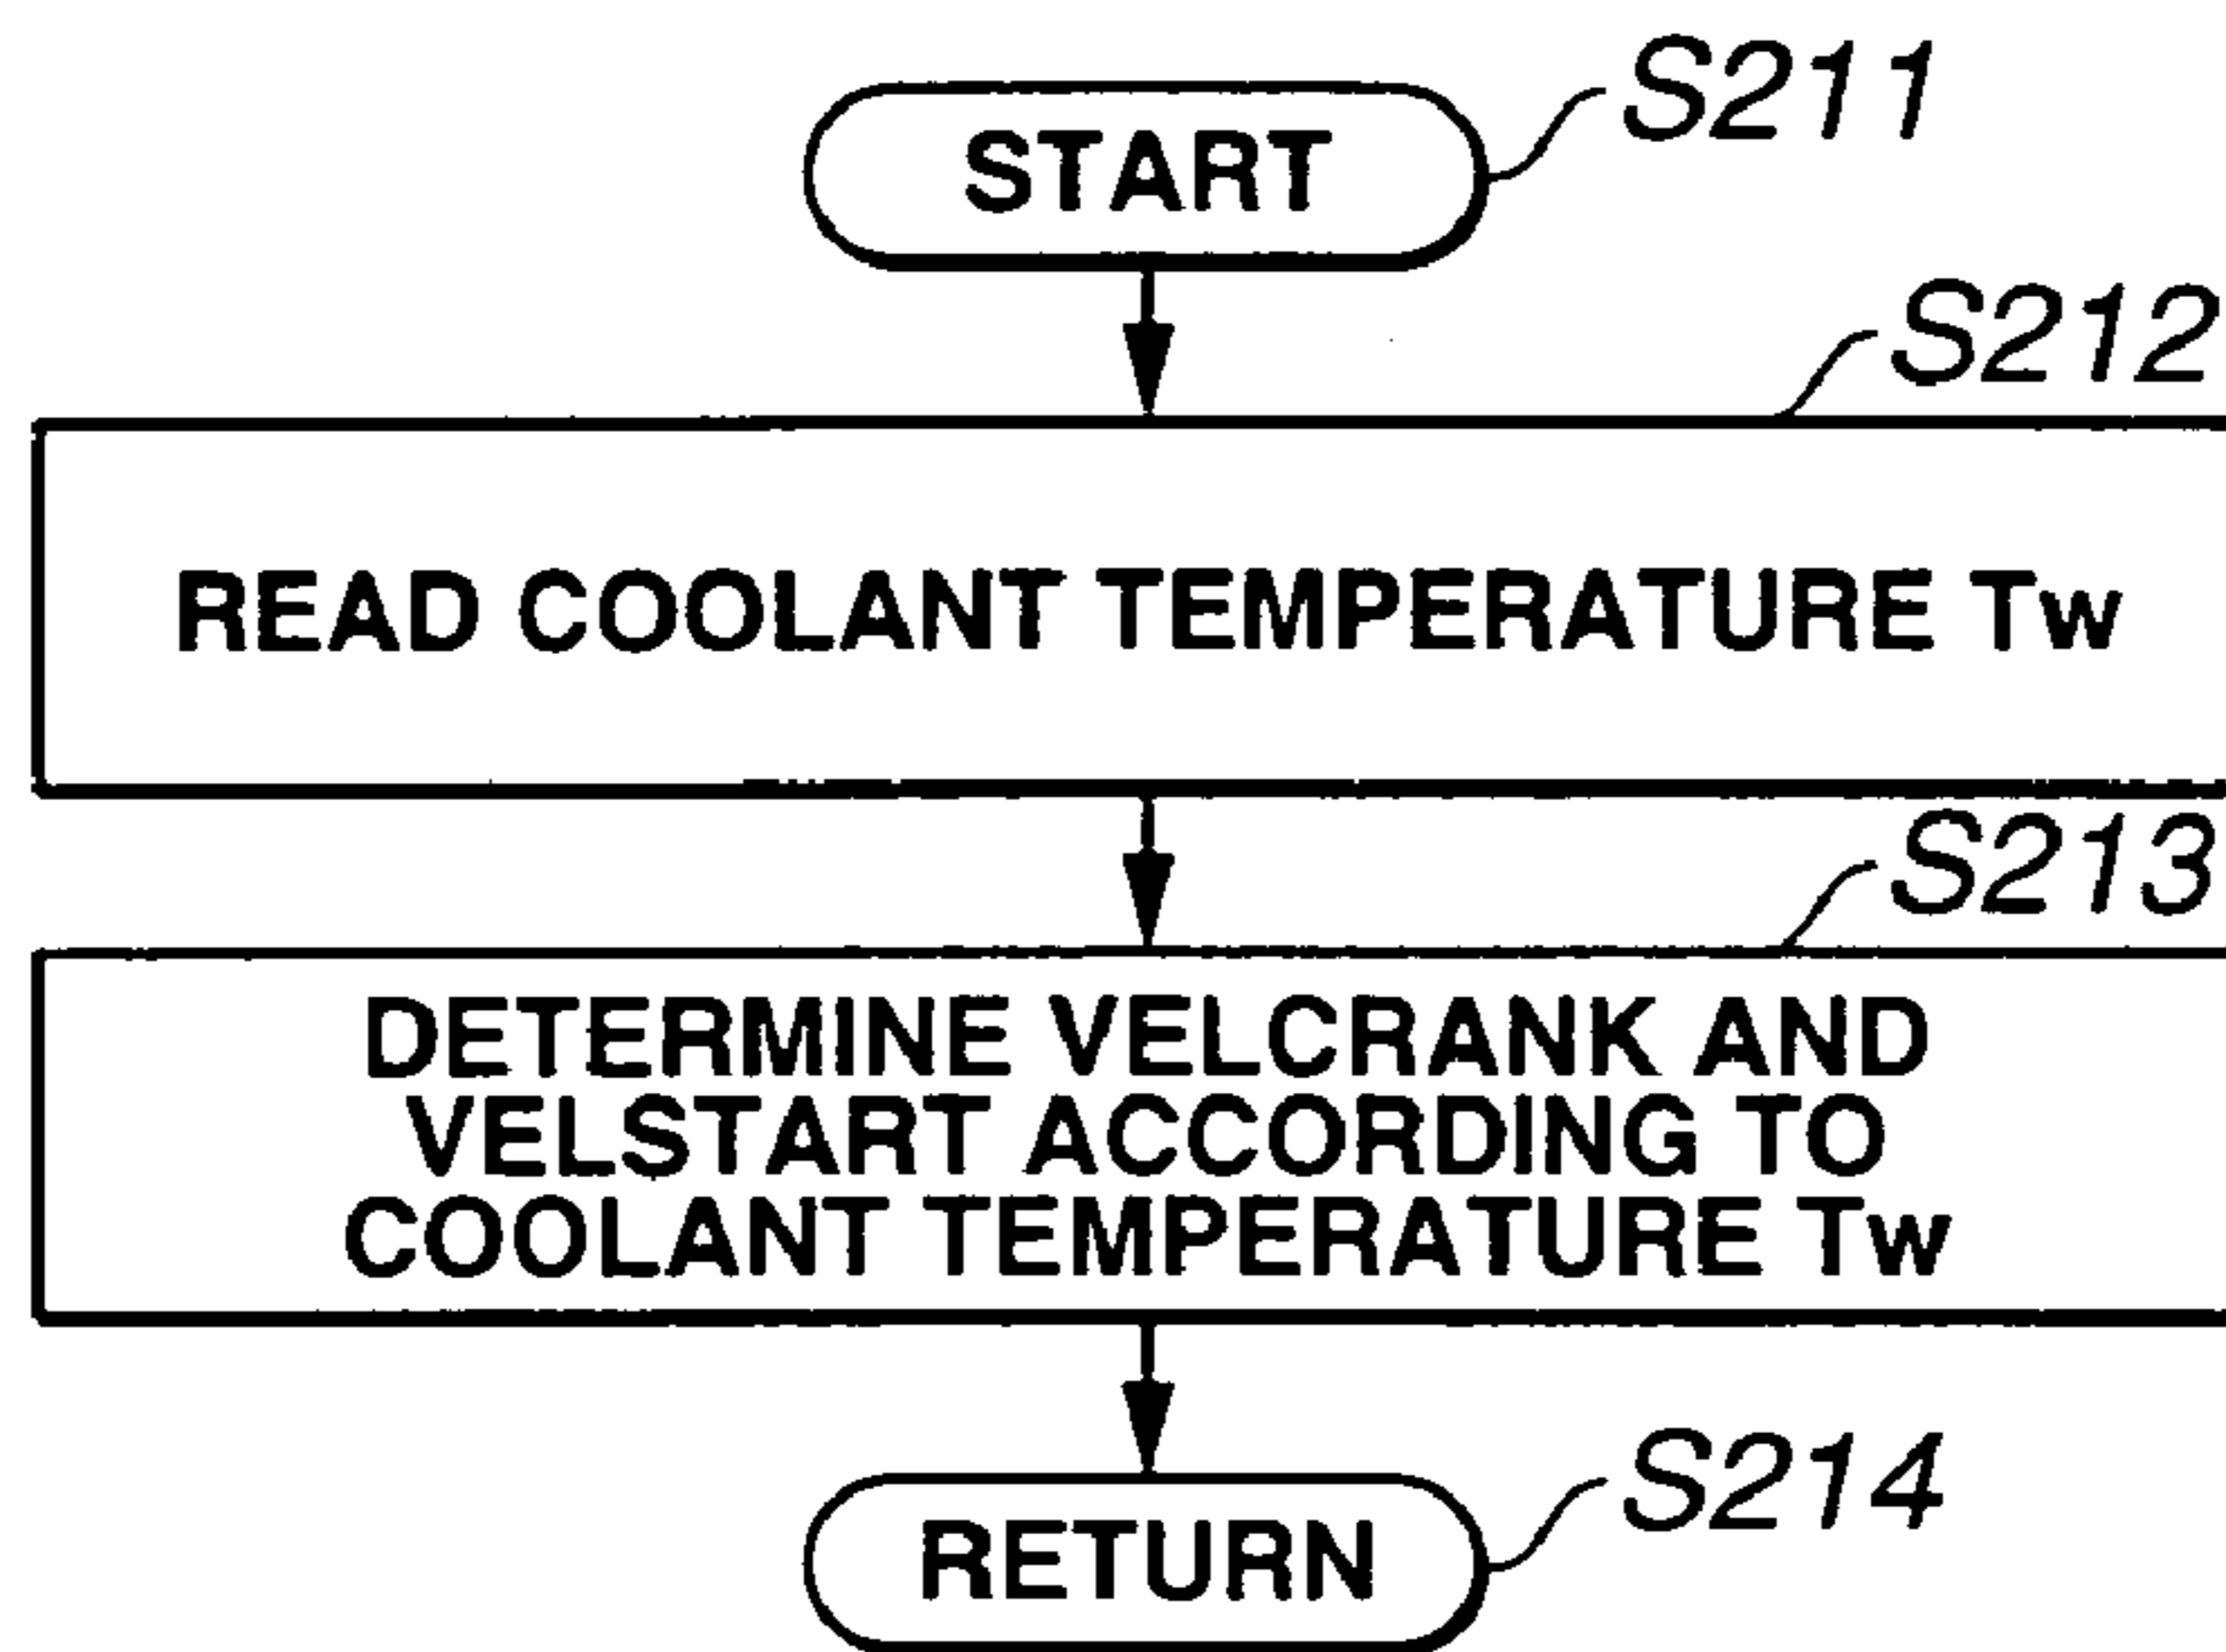 START
S211
S212
READ COOLANT TEMPERATURE Tw
S213
DETERMINE VELCRANK AND
VELSTART ACCORDING TO
COOLANT TEMPERATURE Tw
RETURN
S214